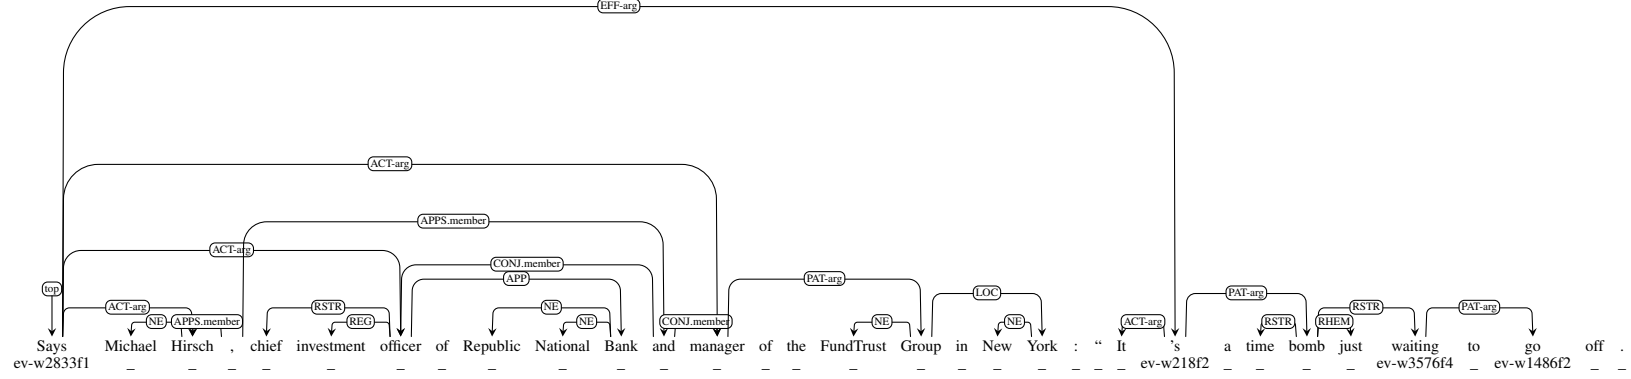 EFF-arg
ACT-arg
APPS.member
ACT-arg
CONJ.member
APP PAT-arg
top LOC PAT-arg
ACT-arg RSTR NE RSTR PAT-arg
NE APPS.member REG NE CONJ.member NE NE ACT-arg RSTR RHEM
Says Michael Hirsch , chief investment officer of Republic National Bank and manager of the FundTrust Group in New York : “ It 's a time bomb just waiting to go off .
ev-w2833f1 _ _ _ _ _ _ _ _ _ _ _ _ _ _ _ _ _ _ _ _ _ _ ev-w218f2 _ _ _ _ ev-w3576f4 _ ev-w1486f2 _ _